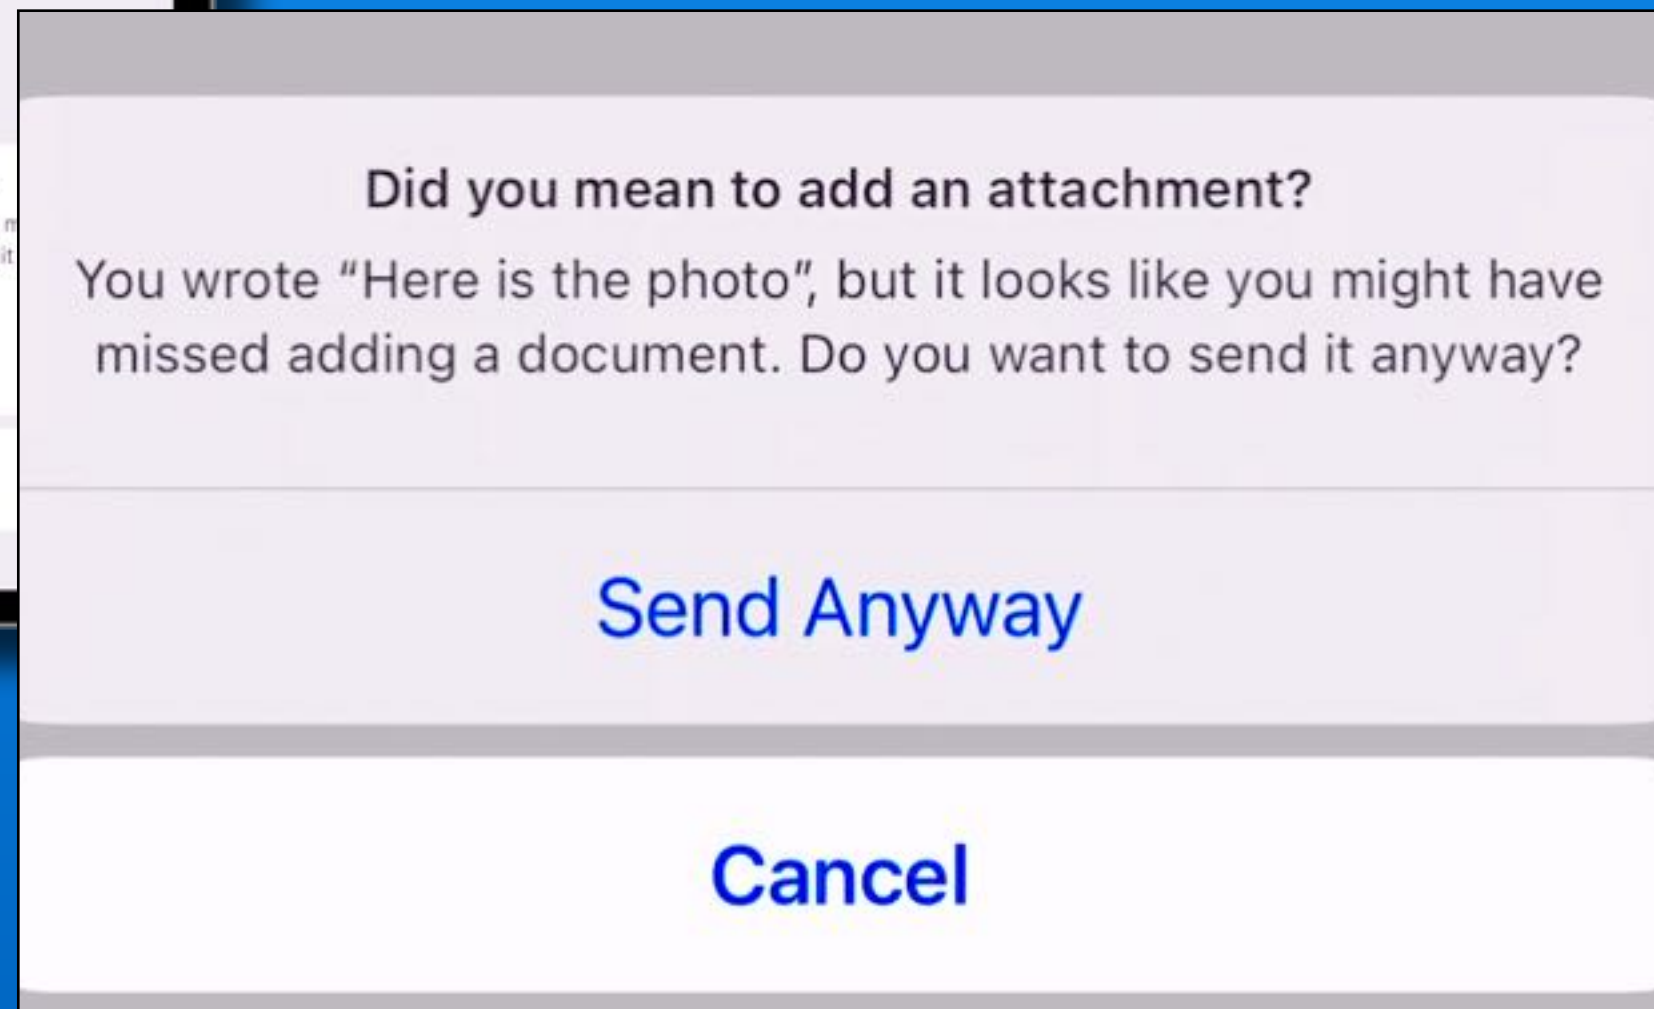 Did you mean to add an attachment?
You wrote “Here is the photo”, but it looks like you might have
missed adding a document. Do you want to send it anyway?
Send Anyway
Cancel